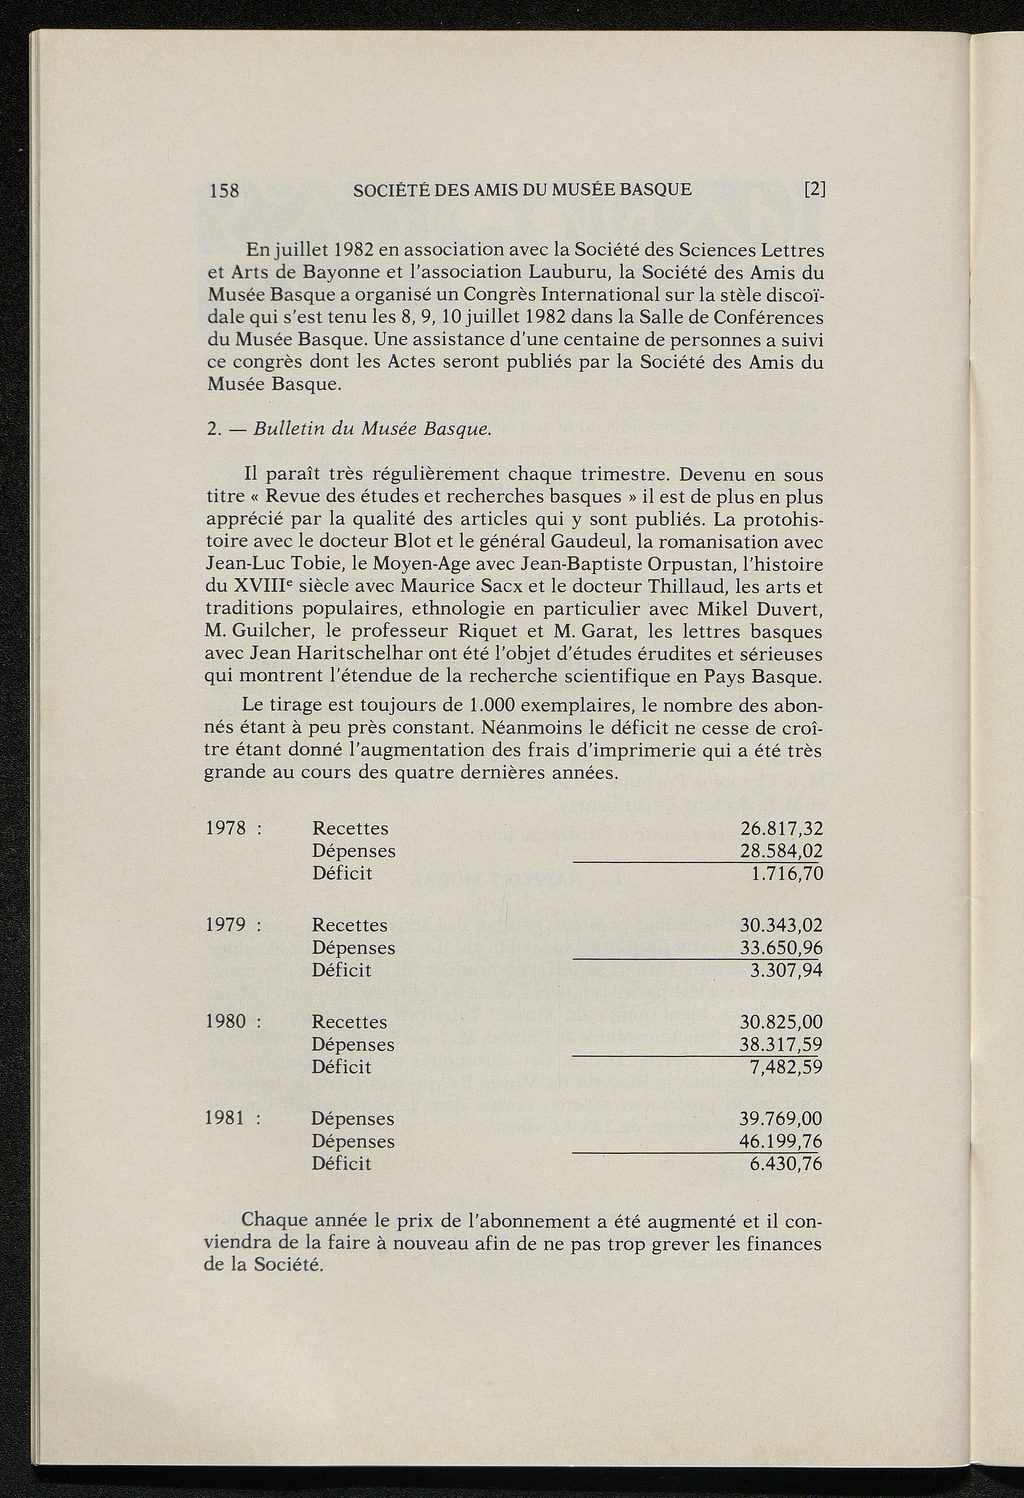 158 SOCIÉTÉ DES AMIS DU MUSÉE BASQUE [2]
En juillet 1982 en association avec la Société des Sciences Lettres
et Arts de Bayonne et l'association Lauburu, la Société des Amis du
Musée Basque a organisé un Congrès International sur la stèle discoï-
dale qui s'est tenu les 8, 9, 10 juillet 1982 dans la Salle de Conférences
du Musée Basque. Une assistance d'une centaine de personnes a suivi
ce congrès dont les Actes seront publiés par la Société des Amis du
Musée Basque.
2. — Bulletin du Musée Basque.
Il paraît très régulièrement chaque trimestre. Devenu en sous
titre « Revue des études et recherches basques » il est de plus en plus
apprécié par la qualité des articles qui y sont publiés. La protohis-
toire avec le docteur Blot et le général Gaudeul, la romanisation avec
Jean-Luc Tobie, le Moyen-Age avec Jean-Baptiste Orpustan, l'histoire
du XVIIIe siècle avec Maurice Sacx et le docteur Thillaud, les arts et
traditions populaires, ethnologie en particulier avec Mikel Duvert,
M. Guilcher, le professeur Riquet et M. Garat, les lettres basques
avec Jean Haritschelhar ont été l'objet d'études érudites et sérieuses
qui montrent l'étendue de la recherche scientifique en Pays Basque.
Le tirage est toujours de 1.000 exemplaires, le nombre des abon-
nés étant à peu près constant. Néanmoins le déficit ne cesse de croî-
tre étant donné l'augmentation des frais d'imprimerie qui a été très
grande au cours des quatre dernières années.
1978 : Recettes 26.817,32
Dépenses 28.584,02
Déficit 1.716,70
1979 : Recettes 30.343,02
Dépenses 33.650,96
Déficit 3.307,94
1980 : Recettes 30.825,00
Dépenses 38.317,59
Déficit 7,482,59
1981 : Dépenses 39.769,00
Dépenses 46.199,76
Déficit 6.430,76
Chaque année le prix de l'abonnement a été augmenté et il con-
viendra de la faire à nouveau afin de ne pas trop grever les finances
de la Société.